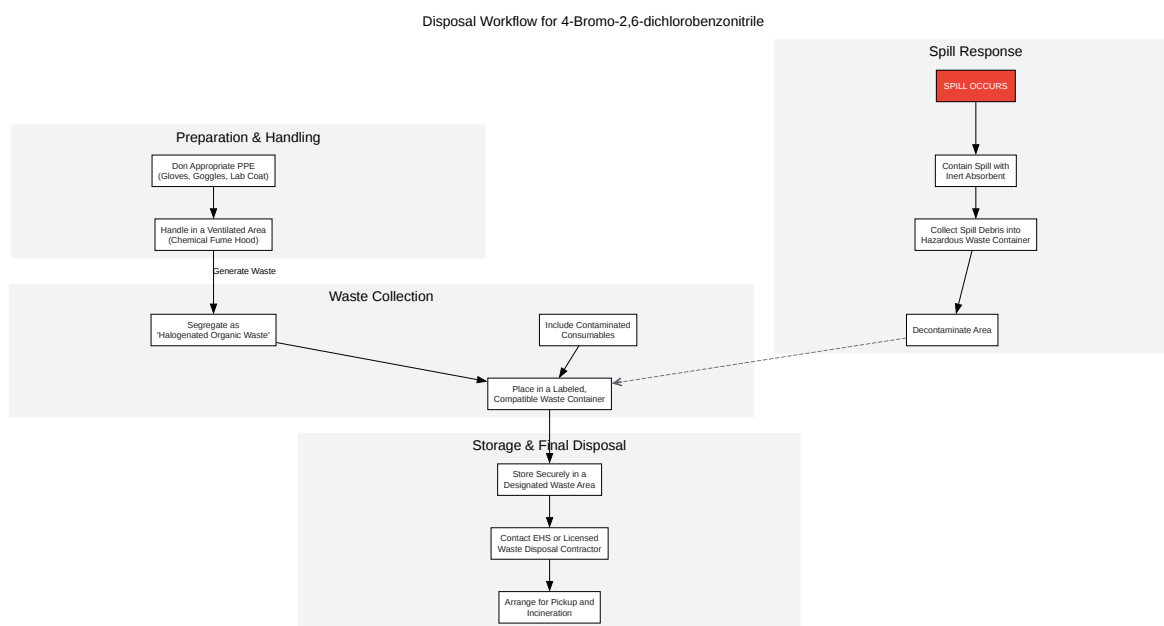 Disposal Workflow for 4-Bromo-2,6-dichlorobenzonitrile
Spill Response
SPILL OCCURS
Preparation & Handling
Don Appropriate PPE
(Gloves, Goggles, Lab Coat)
Contain Spill with
Inert Absorbent
Handle in a Ventilated Area
(Chemical Fume Hood)
Collect Spill Debris into
Hazardous Waste Container
Generate Waste
Waste Collection
Segregate as
'Halogenated Organic Waste'
Include Contaminated
Consumables
Decontaminate Area
Place in a Labeled,
Compatible Waste Container
Storage & Final Disposal
Store Securely in a
Designated Waste Area
Contact EHS or Licensed
Waste Disposal Contractor
Arrange for Pickup and
Incineration